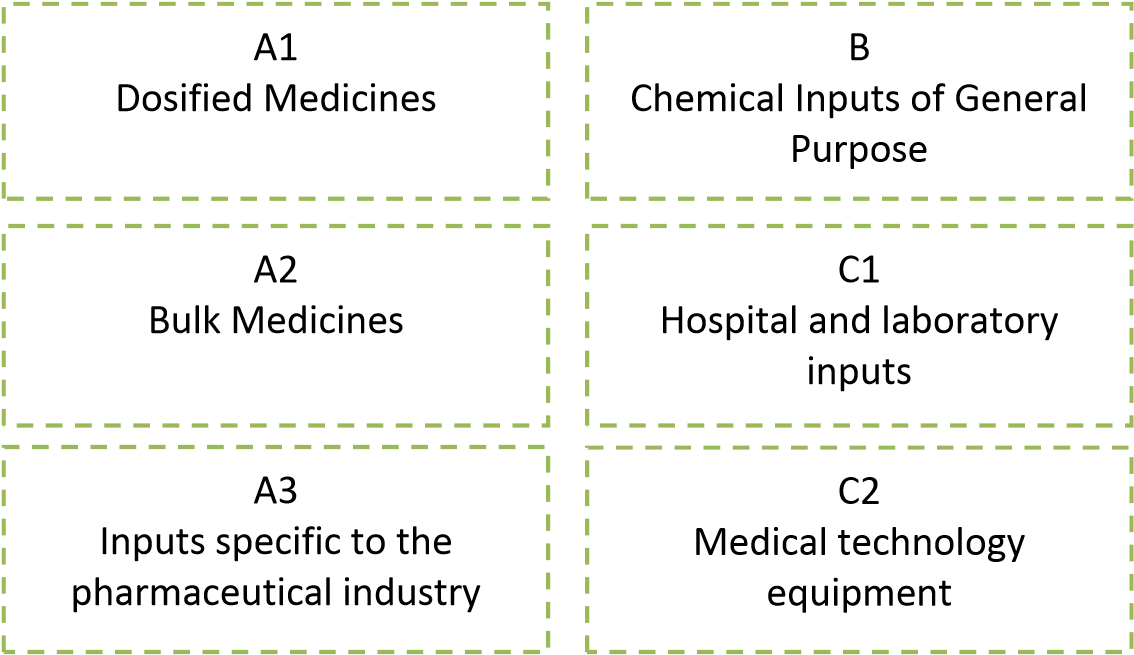 A1
Dosified Medicines
B
Chemical Inputs of General
Purpose
A2
Bulk Medicines
C1
Hospital and laboratory
inputs
A3
Inputs specific to the
pharmaceutical industry
C2
Medical technology
equipment